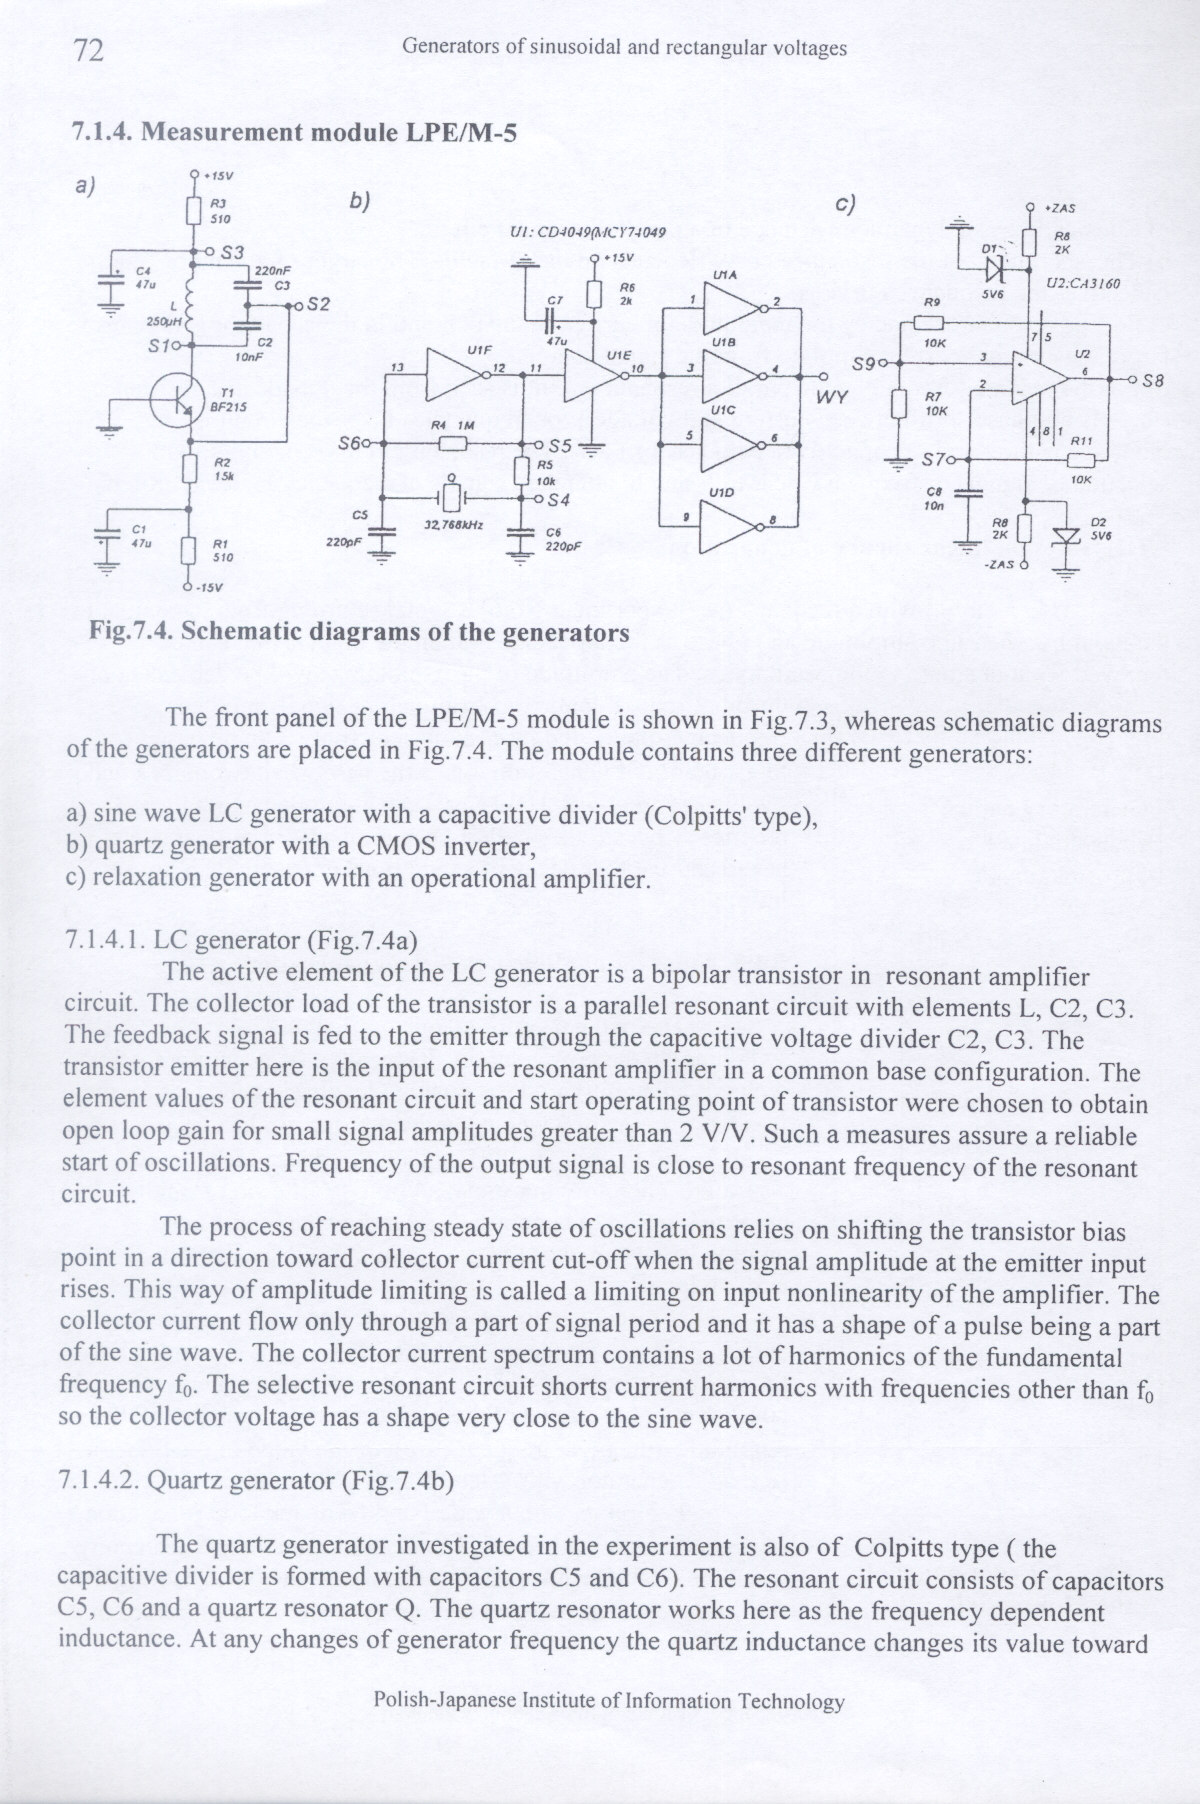 72
Generators of sinusoidal and rectangular voltages
7.1.4. Measurement module LPE/M-5
a)
+15V
R3
510
S3
C4
47u
220nF
C3
L
250µH
S2
S1
C2
10nF
T1
BF215
R2
15k
C1
47u
R1
510
-15V
b)
U1: CD4049(MCY74049
+15V
R6
2k
C7
47u
U1F
13
12
11
U1E
10
R4 1M
S6
S5
R5
10k
Q
S4
32,768kHz
C5
220pF
C6
220pF
U1A
1
2
U1B
3
4
WY
U1C
5
6
U1D
9
8
c)
+ZAS
R8
2K
D1
5V6
U2:CA3160
R9
10K
7
5
U2
S9
3
+
6
S8
2
-
R7
10K
4
8
1
R11
10K
S7
C8
10n
R8
2K
D2
5V6
-ZAS
Fig.7.4. Schematic diagrams of the generators
The front panel of the LPE/M-5 module is shown in Fig.7.3, whereas schematic diagrams
of the generators are placed in Fig.7.4. The module contains three different generators:
a) sine wave LC generator with a capacitive divider (Colpitts' type),
b) quartz generator with a CMOS inverter,
c) relaxation generator with an operational amplifier.
7.1.4.1. LC generator (Fig.7.4a)
The active element of the LC generator is a bipolar transistor in resonant amplifier
circuit. The collector load of the transistor is a parallel resonant circuit with elements L, C2, C3.
The feedback signal is fed to the emitter through the capacitive voltage divider C2, C3. The
transistor emitter here is the input of the resonant amplifier in a common base configuration. The
element values of the resonant circuit and start operating point of transistor were chosen to obtain
open loop gain for small signal amplitudes greater than 2 V/V. Such a measures assure a reliable
start of oscillations. Frequency of the output signal is close to resonant frequency of the resonant
circuit.
The process of reaching steady state of oscillations relies on shifting the transistor bias
point in a direction toward collector current cut-off when the signal amplitude at the emitter input
rises. This way of amplitude limiting is called a limiting on input nonlinearity of the amplifier. The
collector current flow only through a part of signal period and it has a shape of a pulse being a part
of the sine wave. The collector current spectrum contains a lot of harmonics of the fundamental
frequency f₀. The selective resonant circuit shorts current harmonics with frequencies other than f₀
so the collector voltage has a shape very close to the sine wave.
7.1.4.2. Quartz generator (Fig.7.4b)
The quartz generator investigated in the experiment is also of Colpitts type ( the
capacitive divider is formed with capacitors C5 and C6). The resonant circuit consists of capacitors
C5, C6 and a quartz resonator Q. The quartz resonator works here as the frequency dependent
inductance. At any changes of generator frequency the quartz inductance changes its value toward
Polish-Japanese Institute of Information Technology